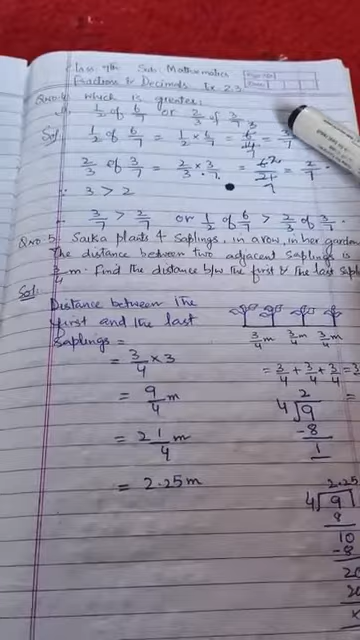 Class 7th Sub. Mathematics
Fractions & Decimals Ex 2.3
Q No 4 which is greater:
1/2 of 6/7 or 2/3 of 3/7
Sol 1/2 of 6/7 = 1/2 × 6/7 = 6/14 = 3/7
2/3 of 3/7 = 2/3 × 3/7 = 6/21 = 2/7
∵ 3 > 2
∴ 3/7 > 2/7 or 1/2 of 6/7 > 2/3 of 3/7
Q No 5 Saika plants 4 Saplings, in a row, in her garden
The distance between two adjacent Saplings is
3/4 m. Find the distance b/w the first & the last Sapl
Sol: Distance between the
first and the last
Saplings =
3/4 m 3/4 m 3/4 m
= 3/4 × 3
= 3/4 + 3/4 + 3/4 = 3
= 9/4 m
2
4 √9
=
-8
1
= 2 1/4 m
= 2.25 m
2.25
4 √9
8
10
-8
20
20
x